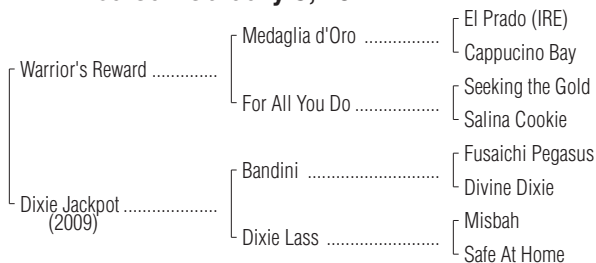 El Prado (IRE)
Medaglia d'Oro ................
Cappucino Bay
Warrior's Reward ..............
Seeking the Gold
For All You Do ...................
Salina Cookie
Fusaichi Pegasus
Bandini .............................
Divine Dixie
Dixie Jackpot ....................
(2009)
Misbah
Dixie Lass ........................
Safe At Home